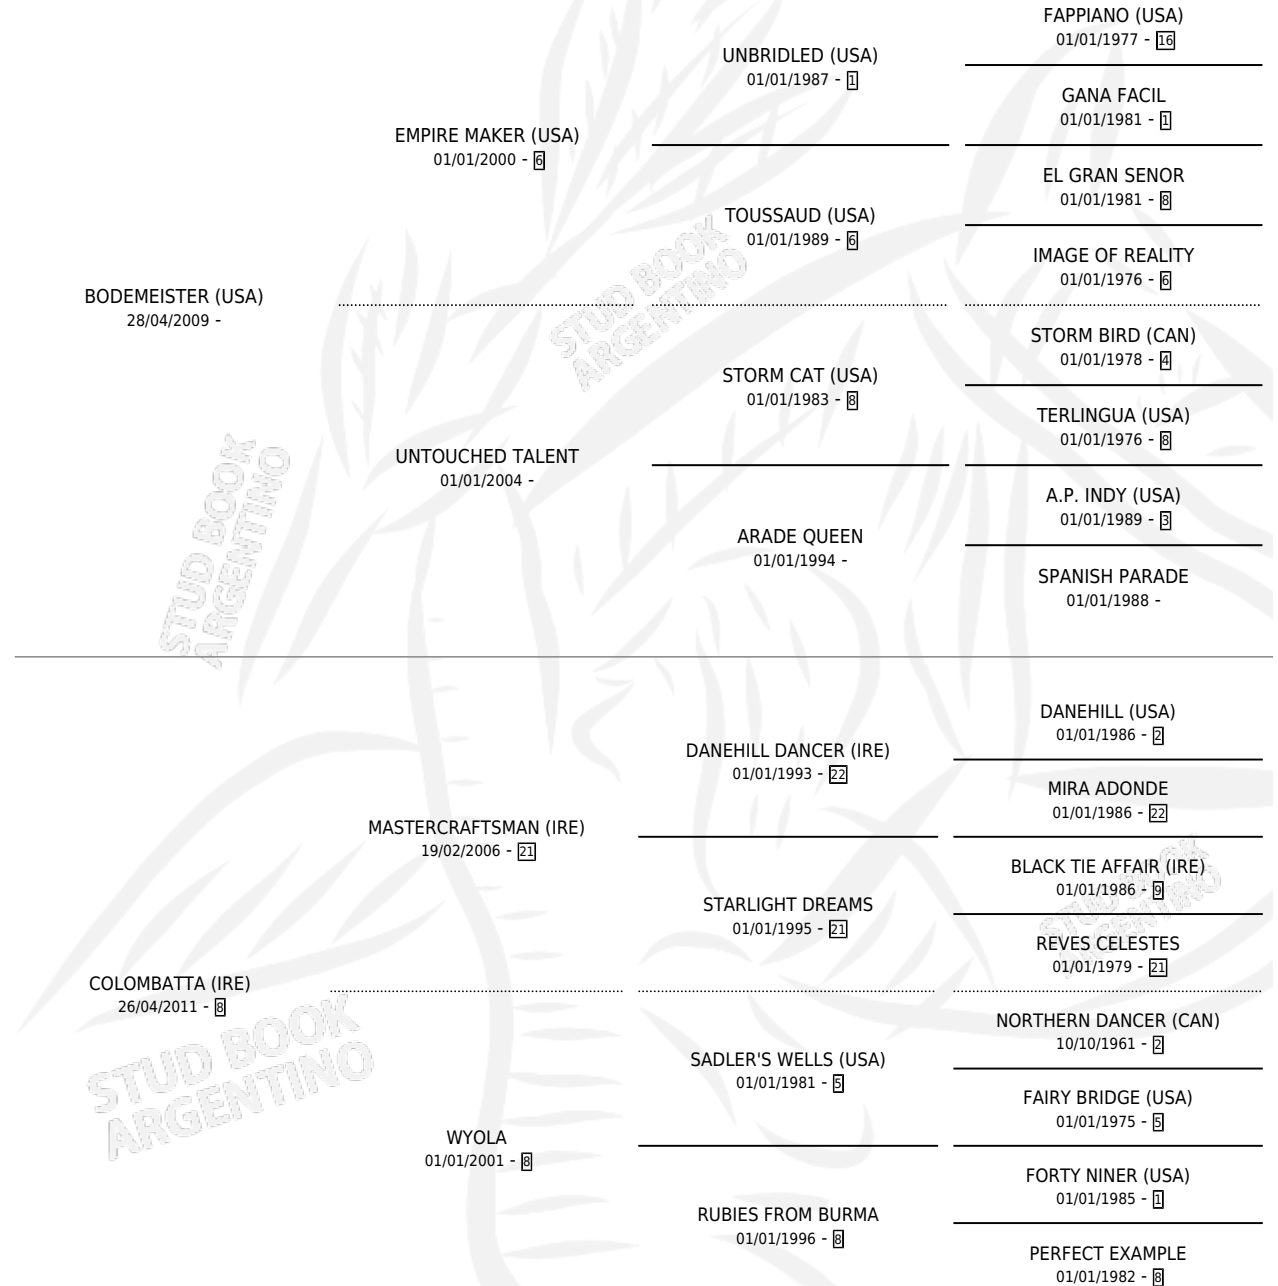 FAPPIANO (USA)
01/01/1977 - 16
UNBRIDLED (USA)
01/01/1987 - 1
GANA FACIL
01/01/1981 - 1
EMPIRE MAKER (USA)
01/01/2000 - 6
EL GRAN SENOR
01/01/1981 - 8
TOUSSAUD (USA)
01/01/1989 - 6
IMAGE OF REALITY
01/01/1976 - 6
BODEMEISTER (USA)
28/04/2009 -
STORM BIRD (CAN)
01/01/1978 - 4
STORM CAT (USA)
01/01/1983 - 8
TERLINGUA (USA)
01/01/1976 - 8
UNTOUCHED TALENT
01/01/2004 -
A.P. INDY (USA)
01/01/1989 - 3
ARADE QUEEN
01/01/1994 -
SPANISH PARADE
01/01/1988 -
STUD BOOK
ARGENTINO
STUD BOOK
ARGENTINO
DANEHILL (USA)
01/01/1986 - 2
DANEHILL DANCER (IRE)
01/01/1993 - 22
MIRA ADONDE
01/01/1986 - 22
MASTERCRAFTSMAN (IRE)
19/02/2006 - 21
BLACK TIE AFFAIR (IRE)
01/01/1986 - 9
STARLIGHT DREAMS
01/01/1995 - 21
REVES CELESTES
01/01/1979 - 21
STUD BOOK
ARGENTINO
COLOMBATTA (IRE)
26/04/2011 - 8
NORTHERN DANCER (CAN)
10/10/1961 - 2
SADLER'S WELLS (USA)
01/01/1981 - 5
FAIRY BRIDGE (USA)
01/01/1975 - 5
STUD BOOK
ARGENTINO
WYOLA
01/01/2001 - 8
FORTY NINER (USA)
01/01/1985 - 1
RUBIES FROM BURMA
01/01/1996 - 8
PERFECT EXAMPLE
01/01/1982 - 8